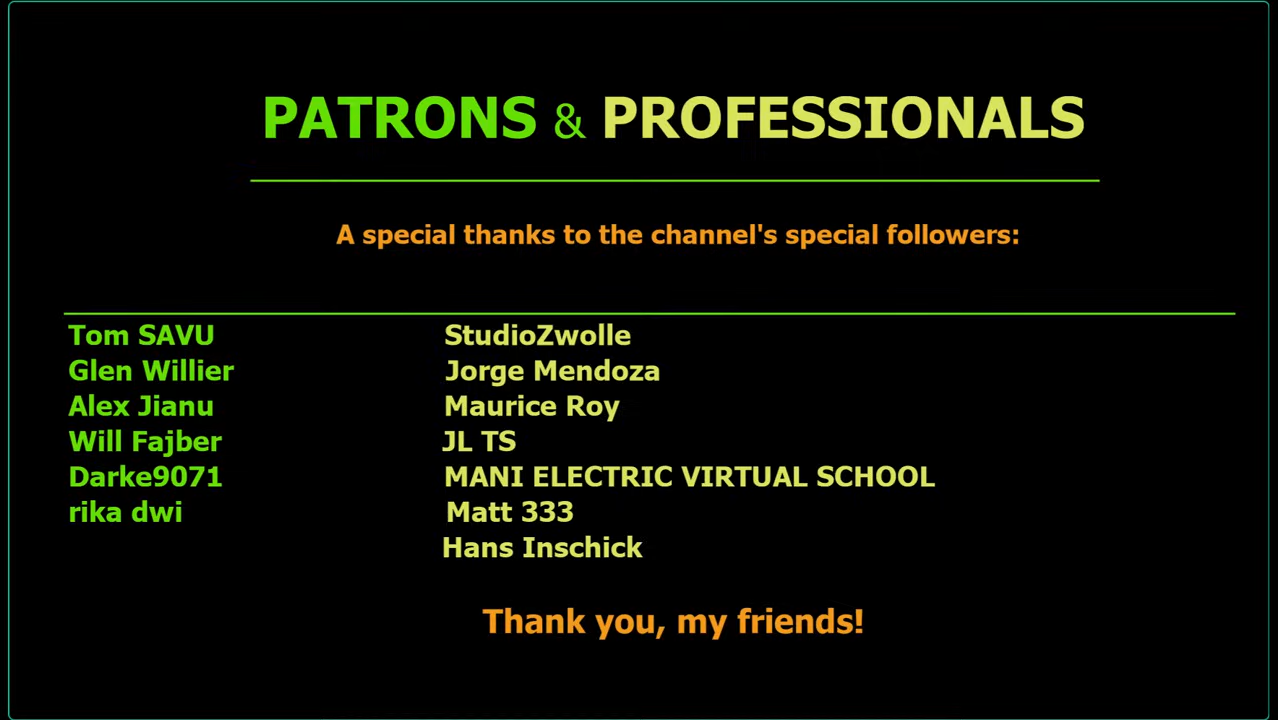 PATRONS & PROFESSIONALS
A special thanks to the channel's special followers:
Tom SAVU StudioZwolle
Glen Willier Jorge Mendoza
Alex Jianu Maurice Roy
Will Fajber JL TS
Darke9071 MANI ELECTRIC VIRTUAL SCHOOL
rika dwi Matt 333
Hans Inschick
Thank you, my friends!